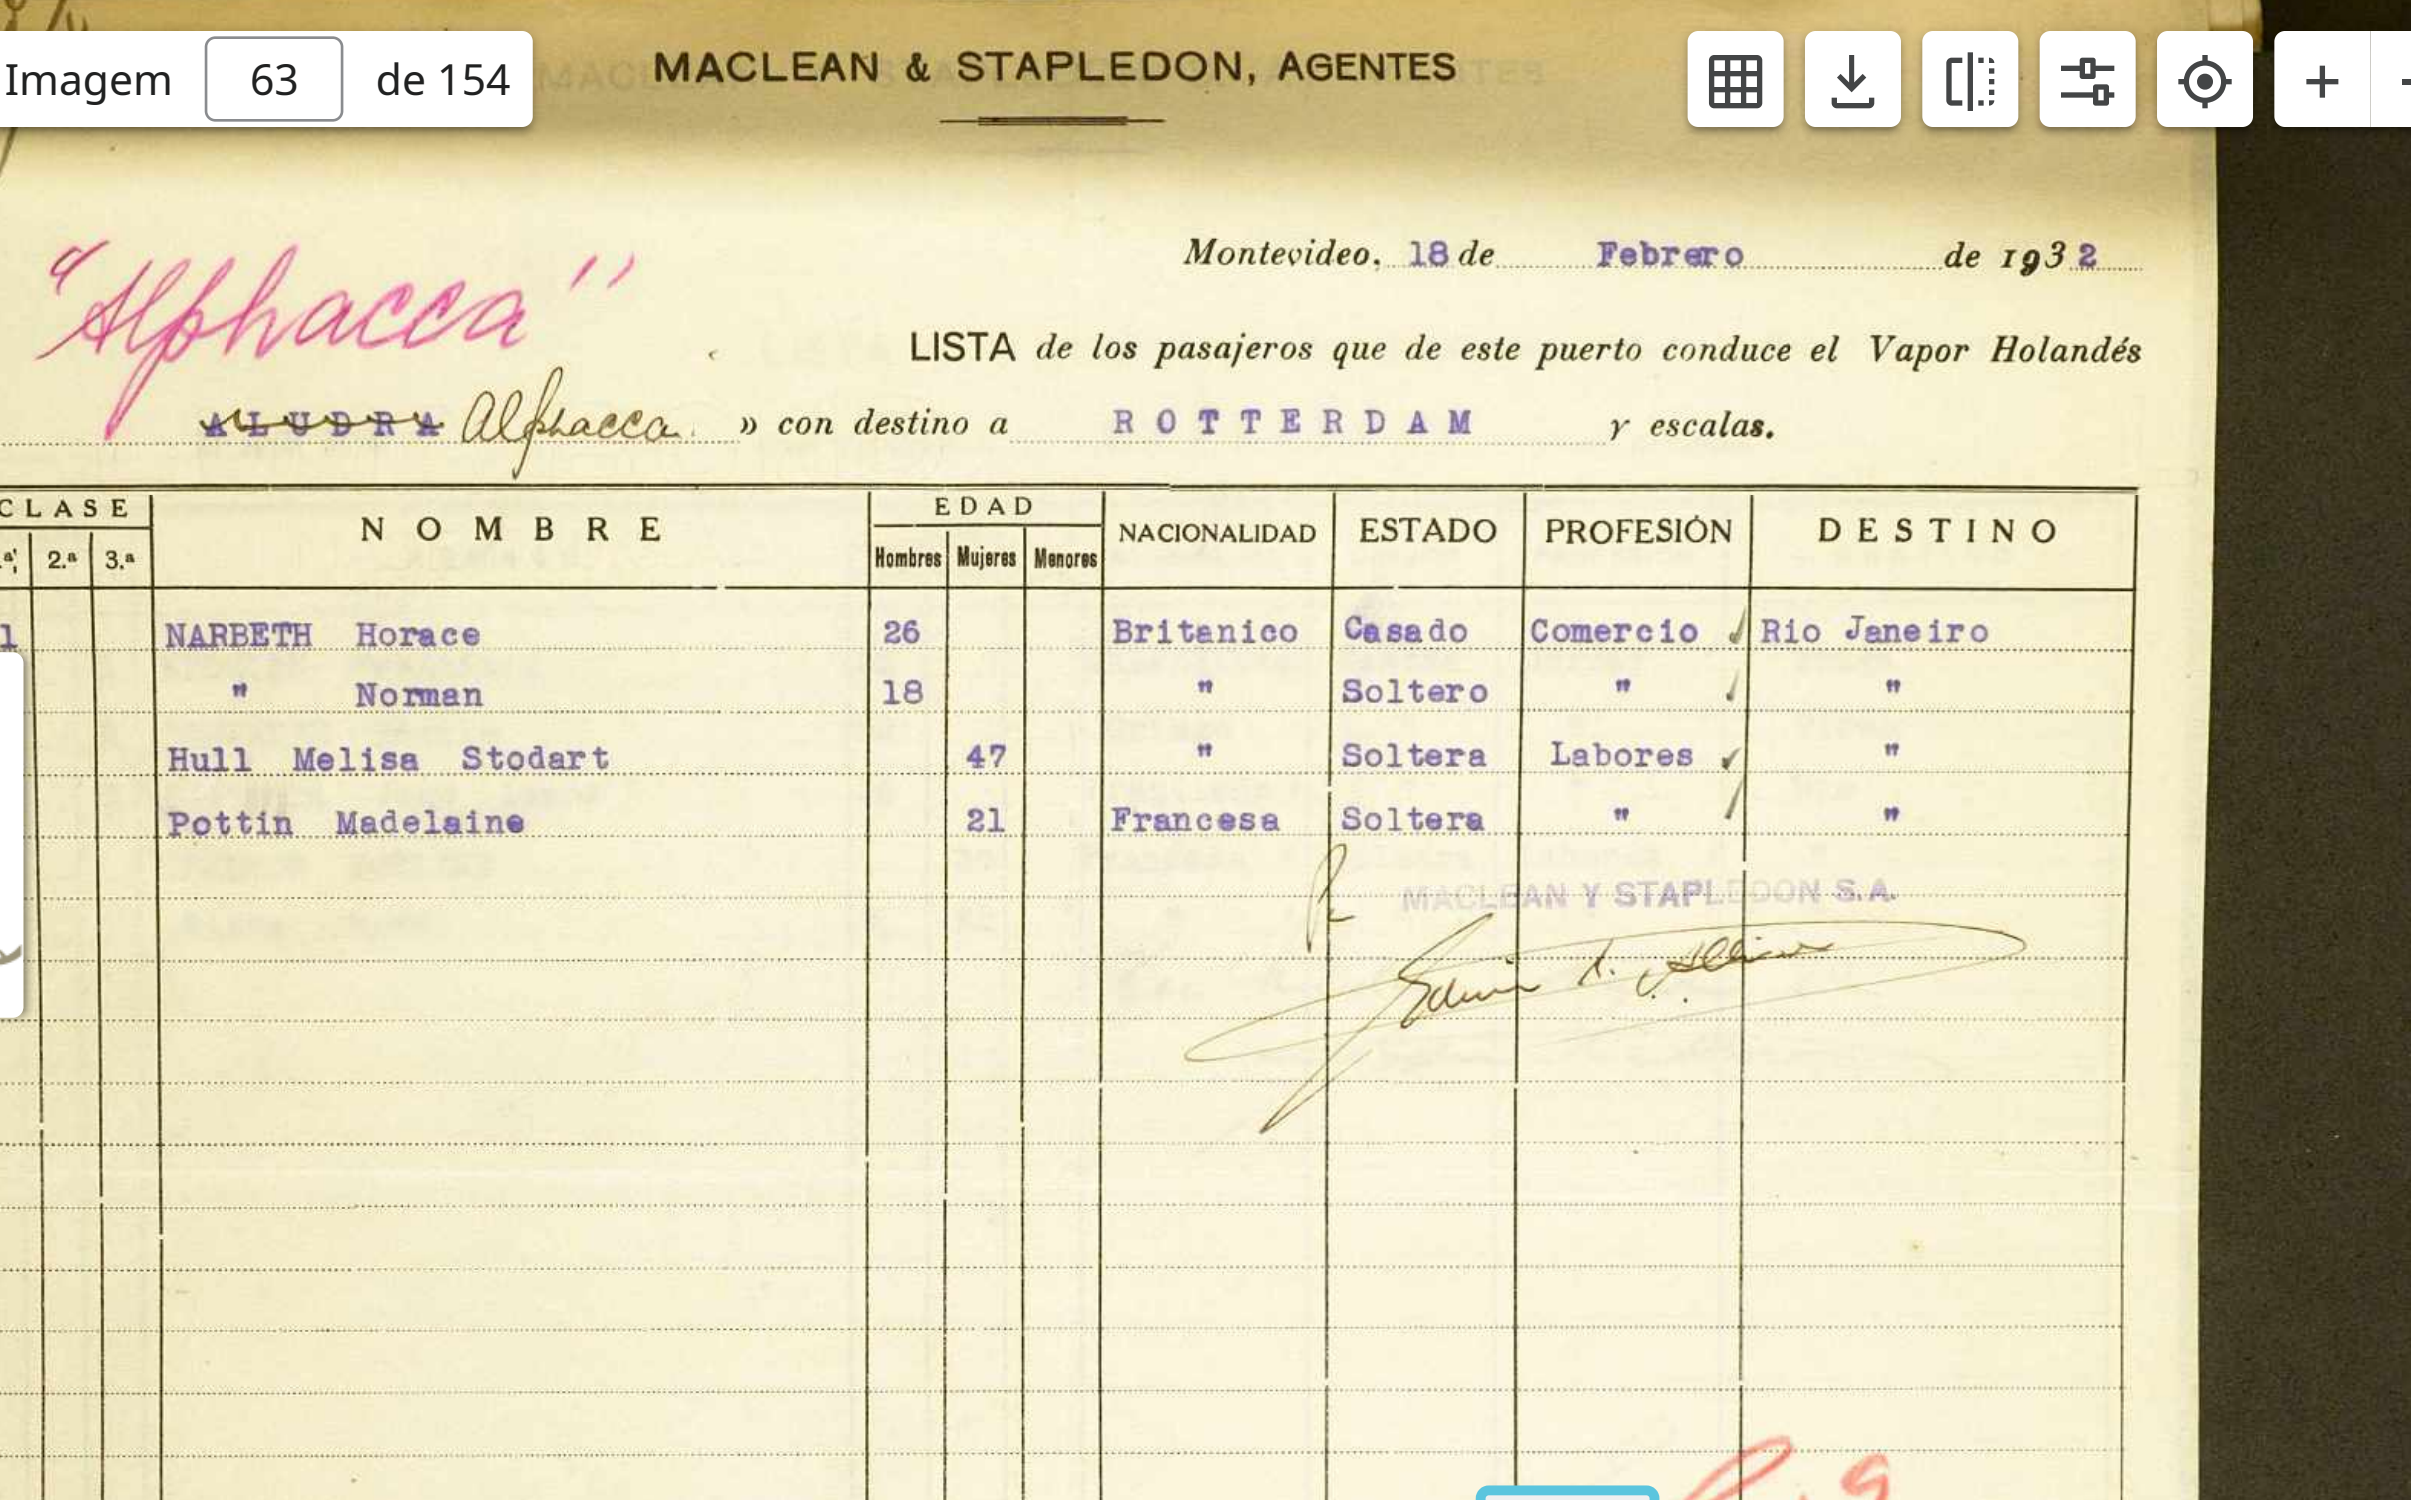 Imagem 63 de 154
MACLEAN & STAPLEDON, AGENTES
Montevideo, 18 de Febrero de 1932
"Alphacca"
LISTA de los pasajeros que de este puerto conduce el Vapor Holandés
ALUDRA Alphacca » con destino a ROTTERDAM y escalas.
CLASE NOMBRE EDAD NACIONALIDAD ESTADO PROFESIÓN DESTINO
2.ª 3.ª Hombres Mujeres Menores
1 NARBETH Horace 26 Britanico Casado Comercio Rio Janeiro
" Norman 18 " Soltero " "
Hull Melisa Stodart 47 " Soltera Labores "
Pottin Madelaine 21 Francesa Soltera " "
MACLEAN Y STAPLEDON S.A.